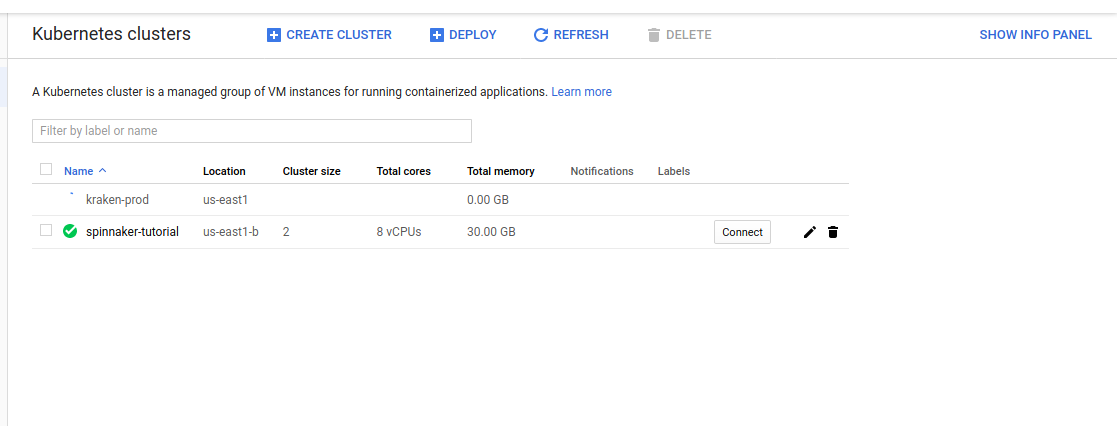 Kubernetes clusters CREATE CLUSTER DEPLOY REFRESH DELETE SHOW INFO PANEL
A Kubernetes cluster is a managed group of VM instances for running containerized applications. Learn more
Filter by label or name
Name Location Cluster size Total cores Total memory Notifications Labels
kraken-prod us-east1 0.00 GB
spinnaker-tutorial us-east1-b 2 8 vCPUs 30.00 GB Connect